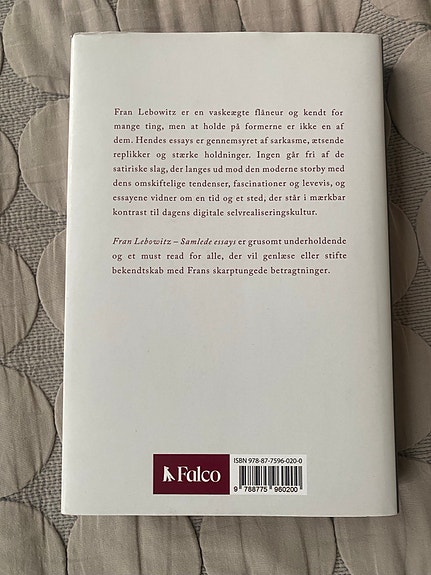 Fran Lebowitz er en vaskeægte flâneur og kendt for
mange ting, men at holde på formerne er ikke en af
dem. Hendes essays er gennemsyret af sarkasme, ætsende
replikker og stærke holdninger. Ingen går fri af de
satiriske slag, der langes ud mod den moderne storby med
dens omskiftelige tendenser, fascinationer og levevis, og
essayene vidner om en tid og et sted, der står i mærkbar
kontrast til dagens digitale selvrealiseringskultur.
Fran Lebowitz – Samlede essays er grusomt underholdende
og et must read for alle, der vil genlæse eller stifte
bekendtskab med Frans skarptungede betragtninger.
Falco
ISBN 978-87-7596-020-0
9 788775 960200